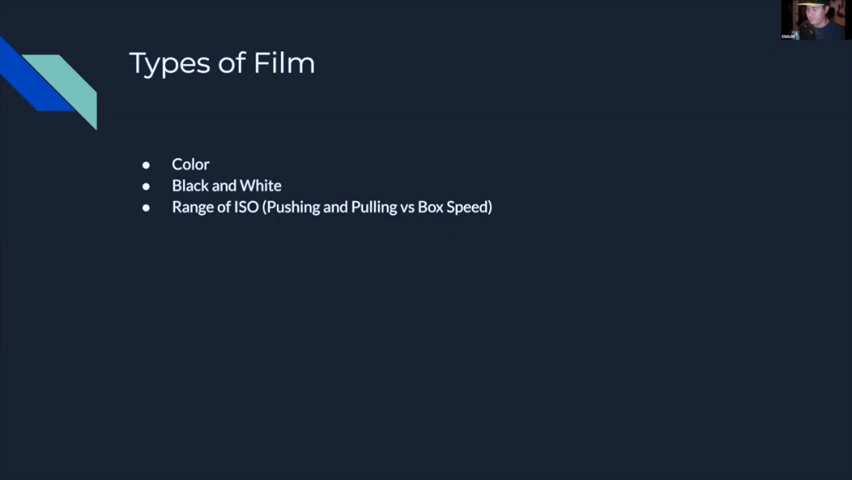 Types of Film
Color
Black and White
Range of ISO (Pushing and Pulling vs Box Speed)